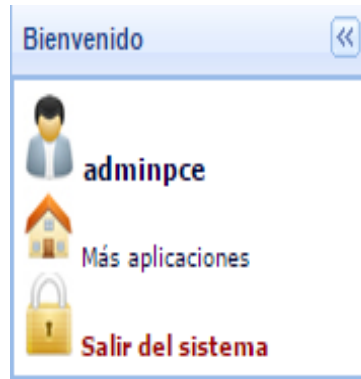 Bienvenido
adminpce
Más aplicaciones
Salir del sistema